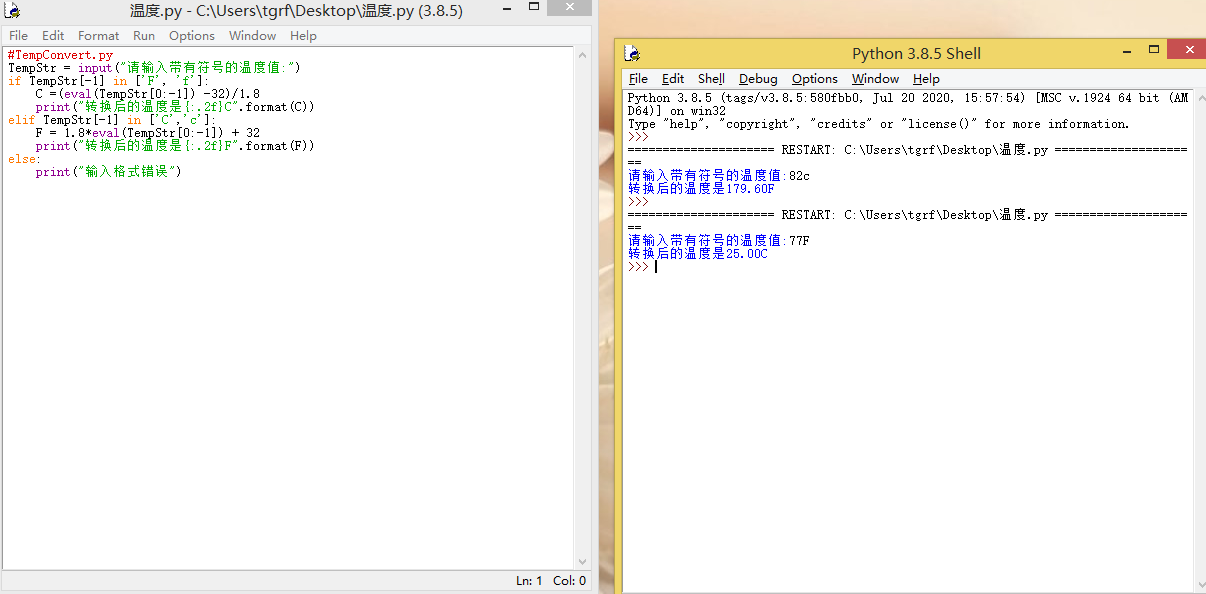 温度.py - C:\Users\tgrf\Desktop\温度.py (3.8.5)
File Edit Format Run Options Window Help
#TempConvert.py
TempStr = input("请输入带有符号的温度值:")
if TempStr[-1] in ['F', 'f']:
    C =(eval(TempStr[0:-1]) -32)/1.8
    print("转换后的温度是{:.2f}C".format(C))
elif TempStr[-1] in ['C','c']:
    F = 1.8*eval(TempStr[0:-1]) + 32
    print("转换后的温度是{:.2f}F".format(F))
else:
    print("输入格式错误")
Ln: 1 Col: 0
Python 3.8.5 Shell
File Edit Shell Debug Options Window Help
Python 3.8.5 (tags/v3.8.5:580fbb0, Jul 20 2020, 15:57:54) [MSC v.1924 64 bit (AM
D64)] on win32
Type "help", "copyright", "credits" or "license()" for more information.
>>>
===================== RESTART: C:\Users\tgrf\Desktop\温度.py ===================
==
请输入带有符号的温度值:82c
转换后的温度是179.60F
>>>
===================== RESTART: C:\Users\tgrf\Desktop\温度.py ===================
==
请输入带有符号的温度值:77F
转换后的温度是25.00C
>>>